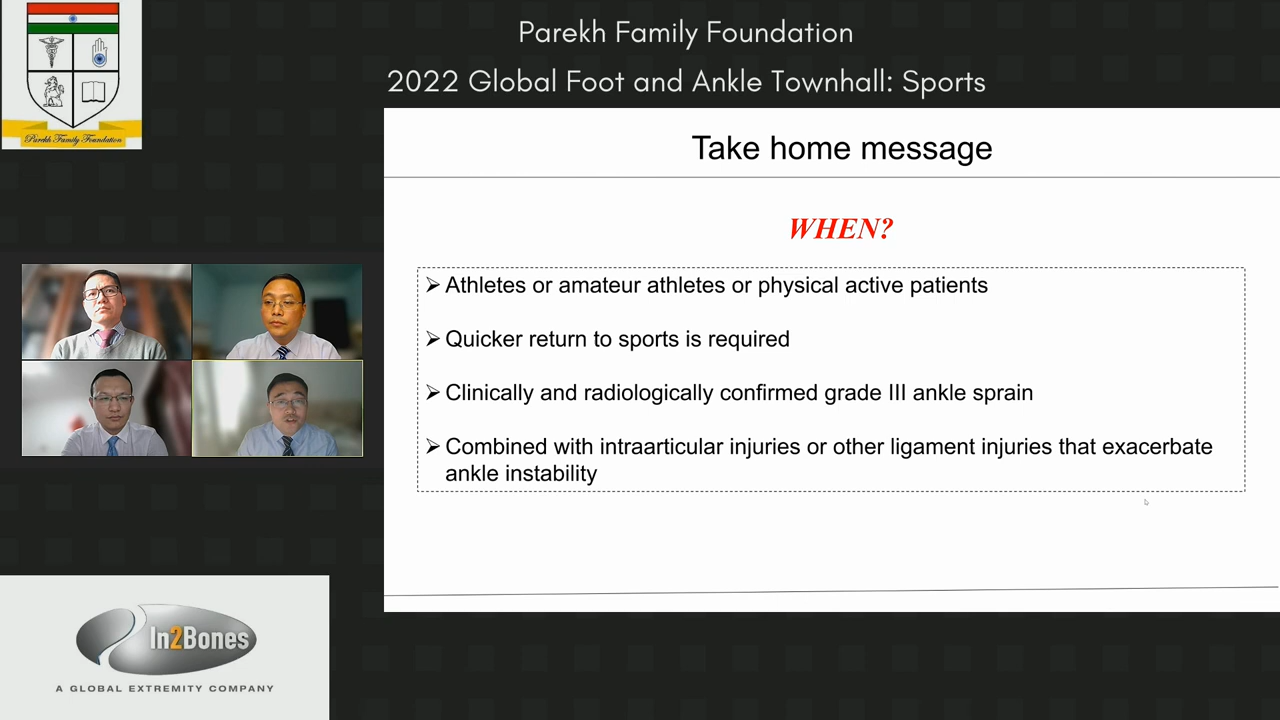 Parekh Family Foundation
2022 Global Foot and Ankle Townhall: Sports
Parekh Family Foundation
Take home message
WHEN?
➢ Athletes or amateur athletes or physical active patients
➢ Quicker return to sports is required
➢ Clinically and radiologically confirmed grade III ankle sprain
➢ Combined with intraarticular injuries or other ligament injuries that exacerbate
ankle instability
In2Bones
A GLOBAL EXTREMITY COMPANY